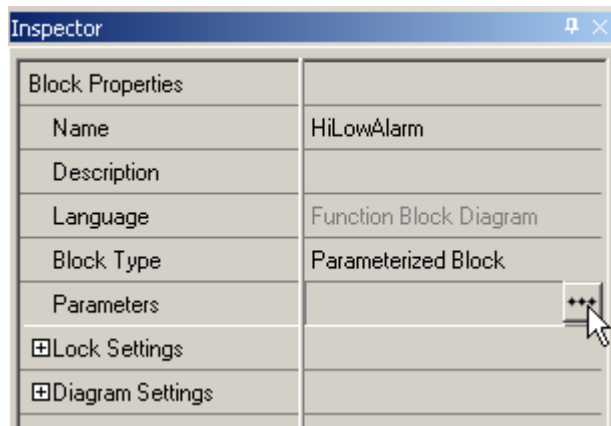 Inspector
Block Properties
Name HiLowAlarm
Description
Language Function Block Diagram
Block Type Parameterized Block
Parameters
Lock Settings
Diagram Settings